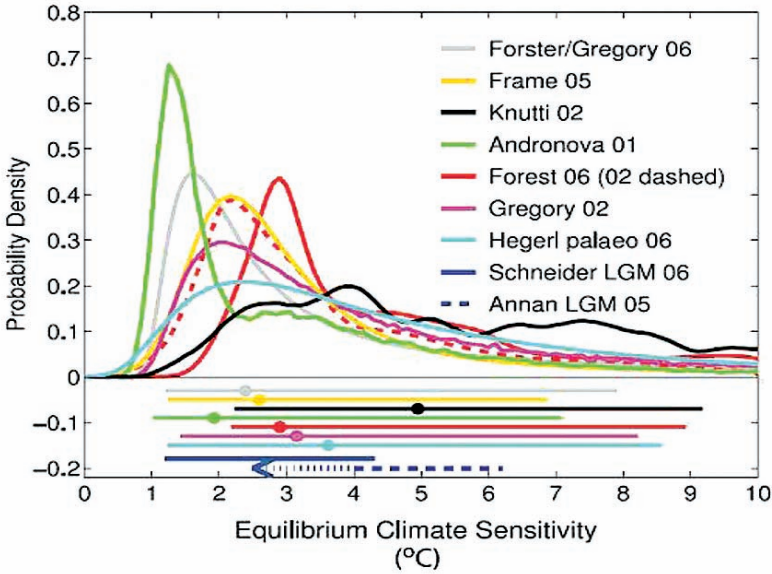 0.8
0.7
0.6
0.5
0.4
0.3
0.2
0.1
0
−0.1
−0.2
Probability Density
Forster/Gregory 06
Frame 05
Knutti 02
Andronova 01
Forest 06 (02 dashed)
Gregory 02
Hegerl palaeo 06
Schneider LGM 06
Annan LGM 05
0 1 2 3 4 5 6 7 8 9 10
Equilibrium Climate Sensitivity
(ºC)